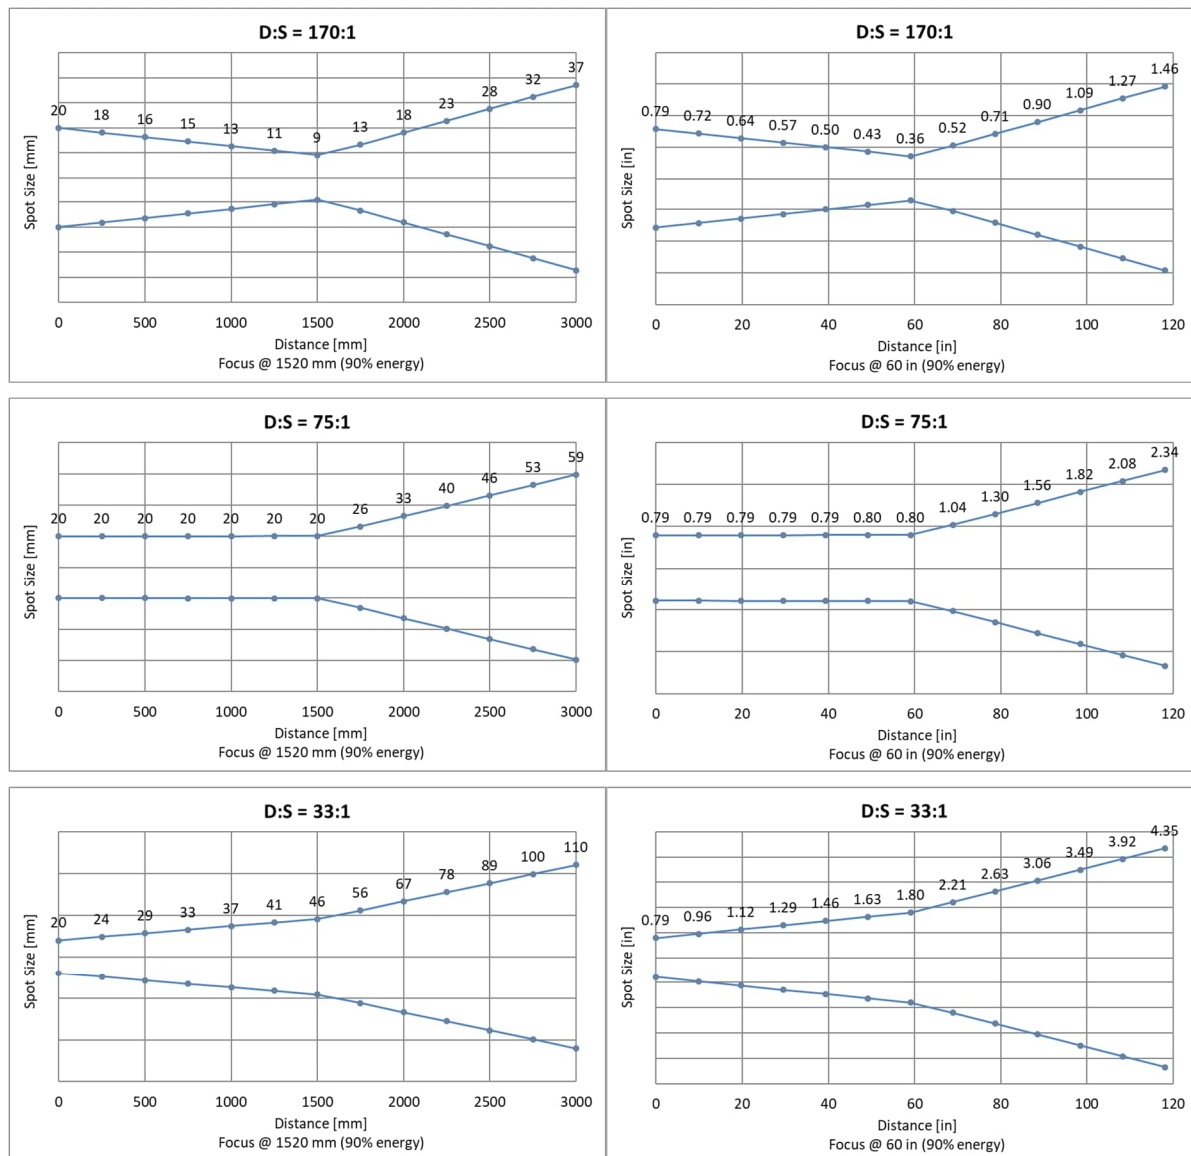 D:S = 170:1
Spot Size [mm]
20 18 16 15 13 11 9 13 18 23 28 32 37
0 500 1000 1500 2000 2500 3000
Distance [mm]
Focus @ 1520 mm (90% energy)
D:S = 170:1
Spot Size [in]
0.79 0.72 0.64 0.57 0.50 0.43 0.36 0.52 0.71 0.90 1.09 1.27 1.46
0 20 40 60 80 100 120
Distance [in]
Focus @ 60 in (90% energy)
D:S = 75:1
Spot Size [mm]
20 20 20 20 20 20 20 26 33 40 46 53 59
0 500 1000 1500 2000 2500 3000
Distance [mm]
Focus @ 1520 mm (90% energy)
D:S = 75:1
Spot Size [in]
0.79 0.79 0.79 0.79 0.79 0.80 0.80 1.04 1.30 1.56 1.82 2.08 2.34
0 20 40 60 80 100 120
Distance [in]
Focus @ 60 in (90% energy)
D:S = 33:1
Spot Size [mm]
20 24 29 33 37 41 46 56 67 78 89 100 110
0 500 1000 1500 2000 2500 3000
Distance [mm]
Focus @ 1520 mm (90% energy)
D:S = 33:1
Spot Size [in]
0.79 0.96 1.12 1.29 1.46 1.63 1.80 2.21 2.63 3.06 3.49 3.92 4.35
0 20 40 60 80 100 120
Distance [in]
Focus @ 60 in (90% energy)